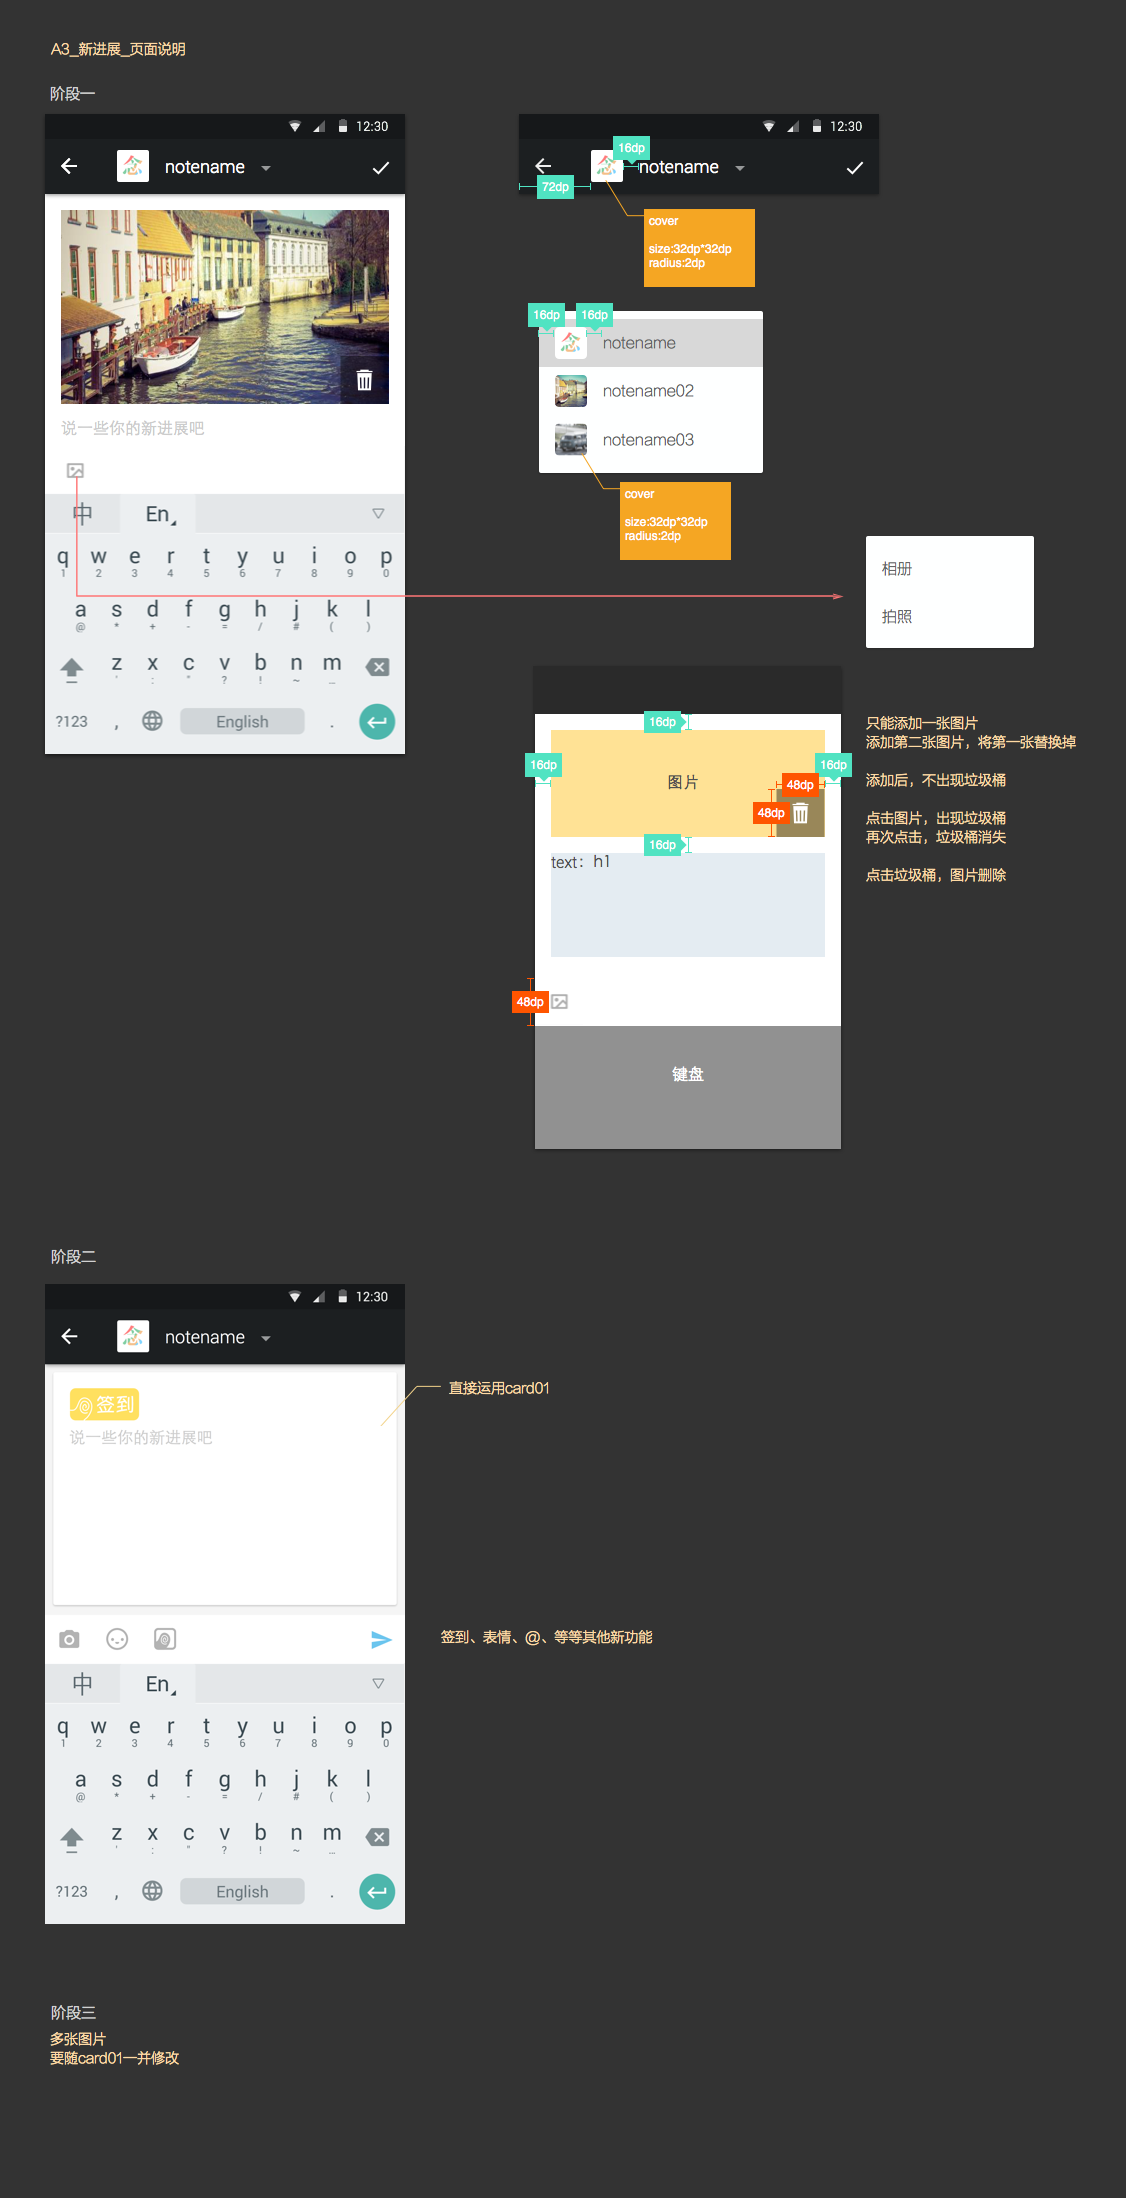 A3_新进展_页面说明
阶段一
12:30
念 notename
说一些你的新进展吧
中 En
q w e r t y u i o p
1 2 3 4 5 6 7 8 9 0
a s d f g h j k l
@ * + - = / # ( )
z x c v b n m
' : " ? ! ~ ...
?123 , English .
12:30
16dp
念 notename
72dp
cover
size:32dp*32dp
radius:2dp
16dp 16dp
念 notename
notename02
notename03
cover
size:32dp*32dp
radius:2dp
相册
拍照
16dp
16dp
图片
16dp
48dp
48dp
16dp
text：h1
48dp
键盘
只能添加一张图片
添加第二张图片，将第一张替换掉
添加后，不出现垃圾桶
点击图片，出现垃圾桶
再次点击，垃圾桶消失
点击垃圾桶，图片删除
阶段二
12:30
念 notename
签到
说一些你的新进展吧
直接运用card01
签到、表情、@、等等其他新功能
中 En
q w e r t y u i o p
1 2 3 4 5 6 7 8 9 0
a s d f g h j k l
@ * + - = / # ( )
z x c v b n m
' : " ? ! ~ ...
?123 , English .
阶段三
多张图片
要随card01一并修改